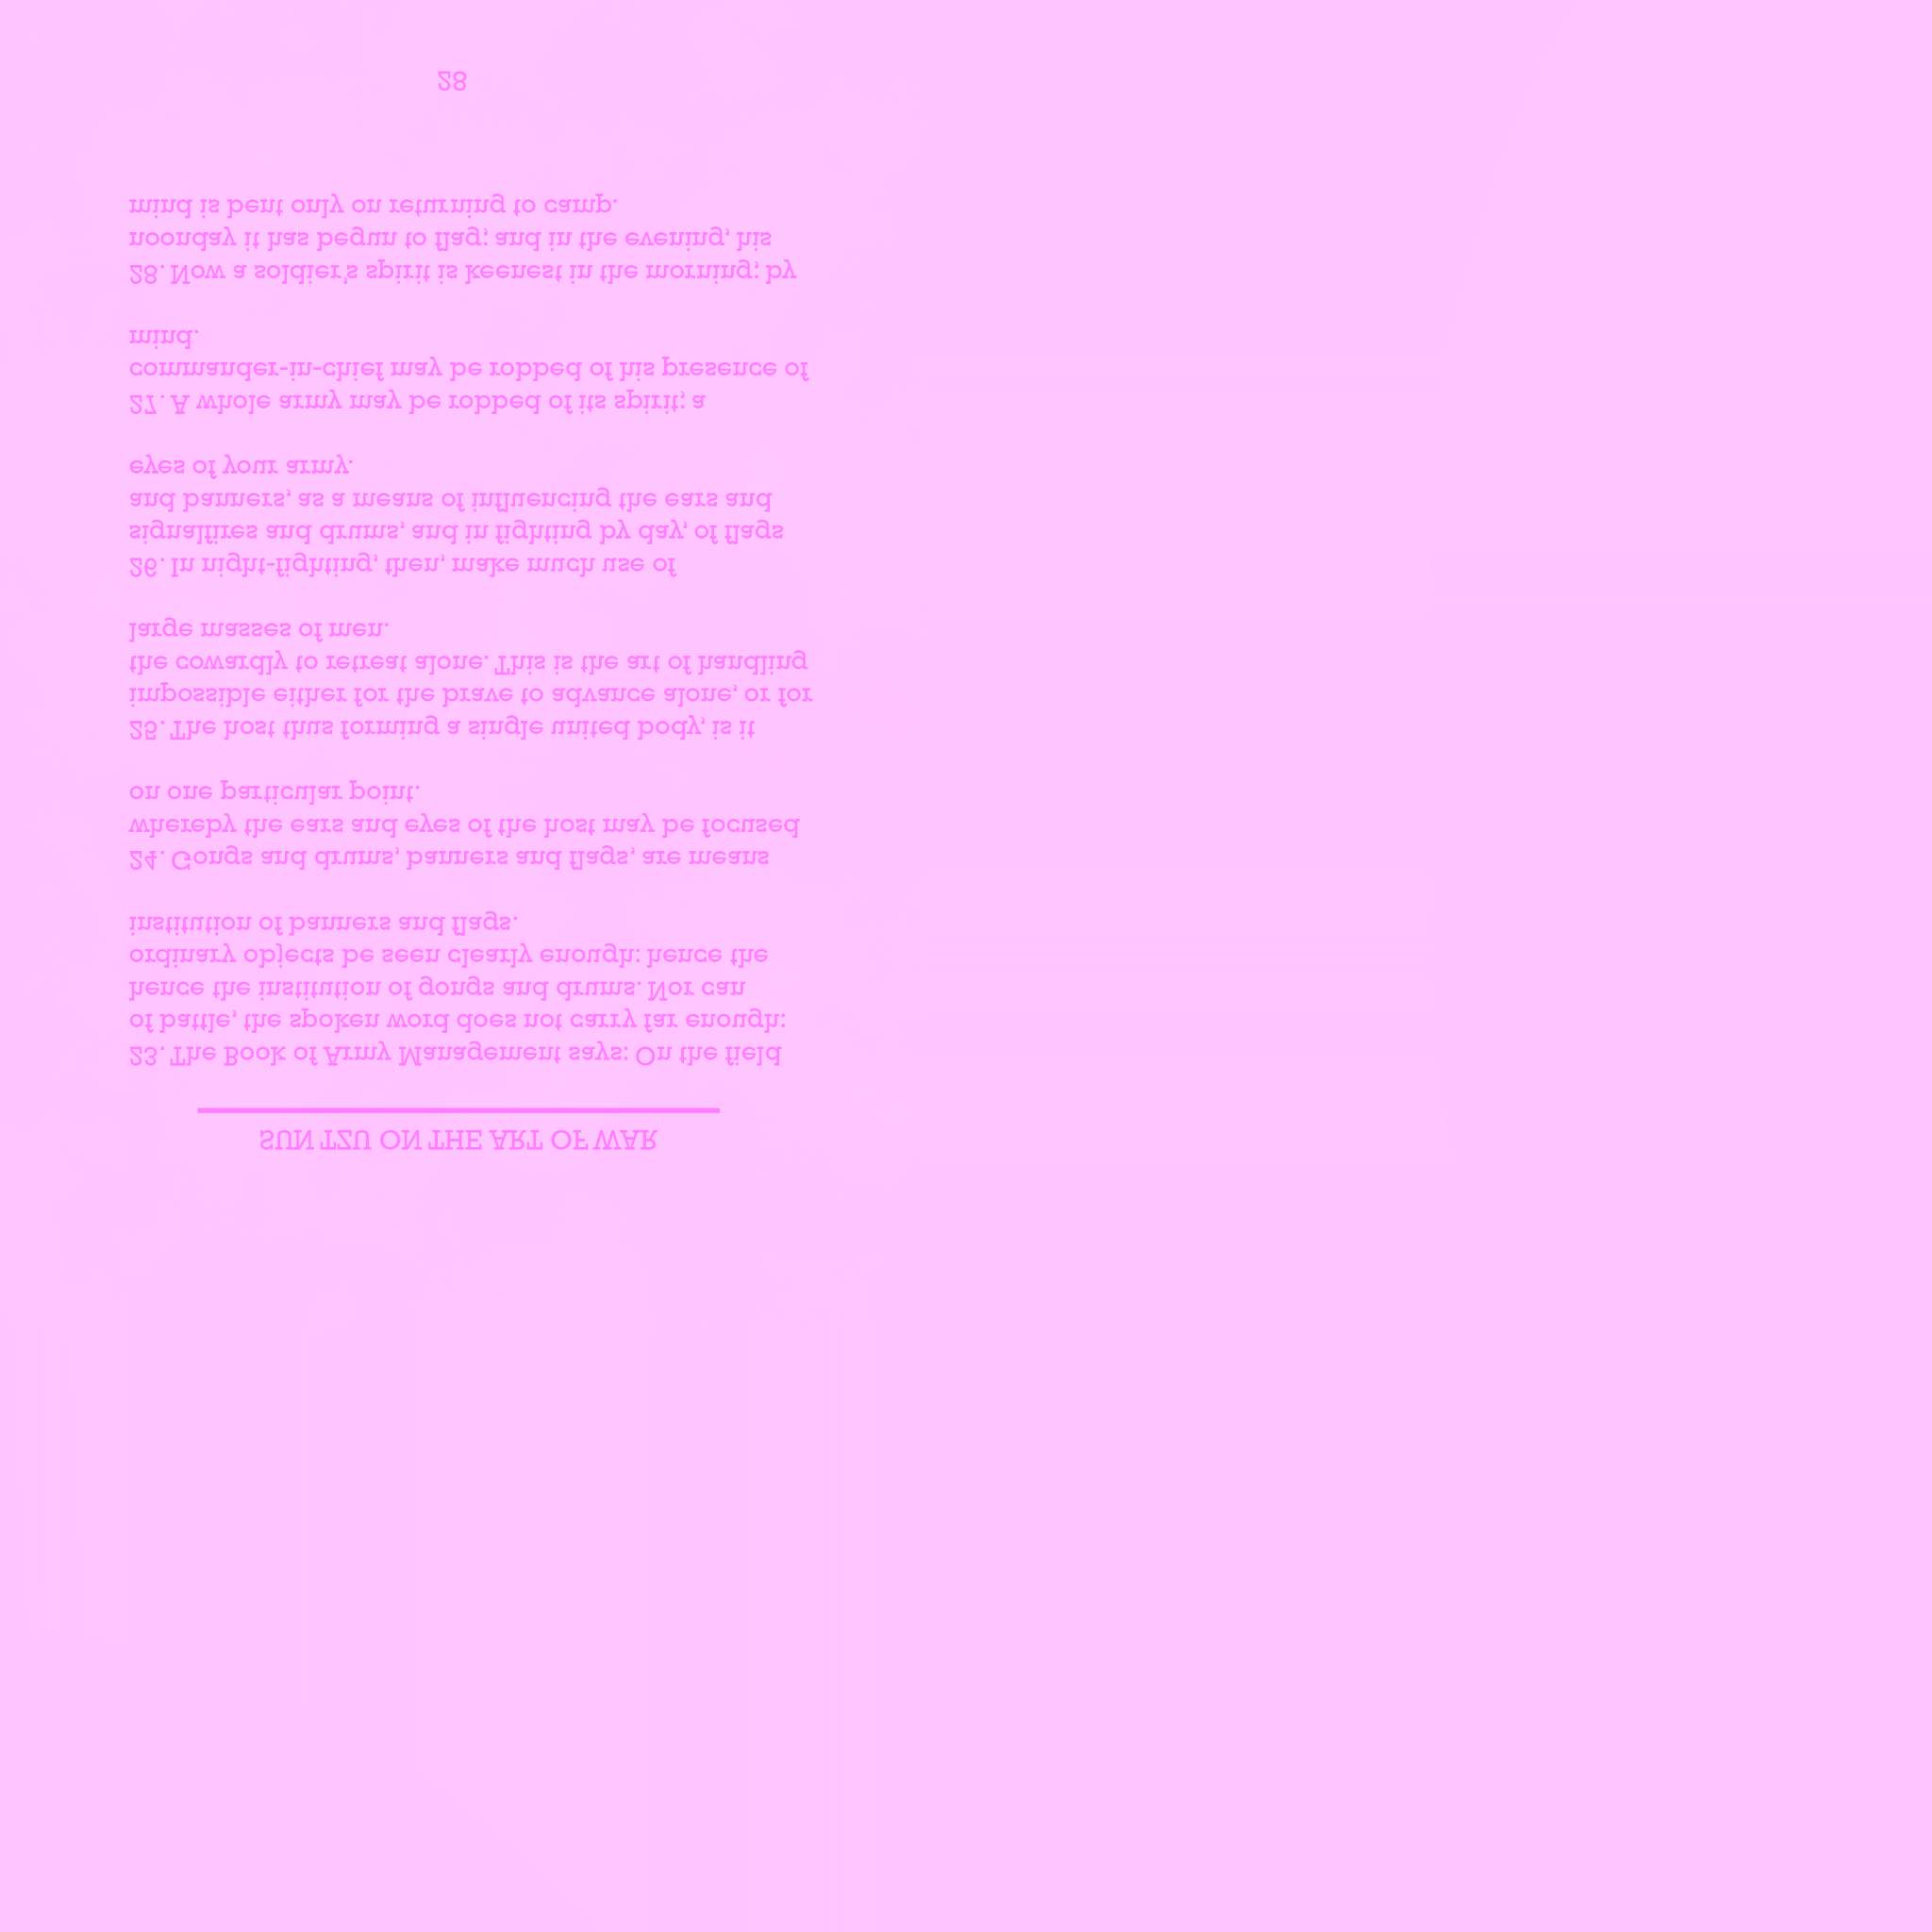 SUN TZU ON THE ART OF WAR
23. The Book of Army Management says: On the field
of battle, the spoken word does not carry far enough:
hence the institution of gongs and drums. Nor can
ordinary objects be seen clearly enough: hence the
institution of banners and flags.
24. Gongs and drums, banners and flags, are means
whereby the ears and eyes of the host may be focused
on one particular point.
25. The host thus forming a single united body, is it
impossible either for the brave to advance alone, or for
the cowardly to retreat alone. This is the art of handling
large masses of men.
26. In night-fighting, then, make much use of
signalfires and drums, and in fighting by day, of flags
and banners, as a means of influencing the ears and
eyes of your army.
27. A whole army may be robbed of its spirit; a
commander-in-chief may be robbed of his presence of
mind.
28. Now a soldier's spirit is keenest in the morning; by
noonday it has begun to flag; and in the evening, his
mind is bent only on returning to camp.
28